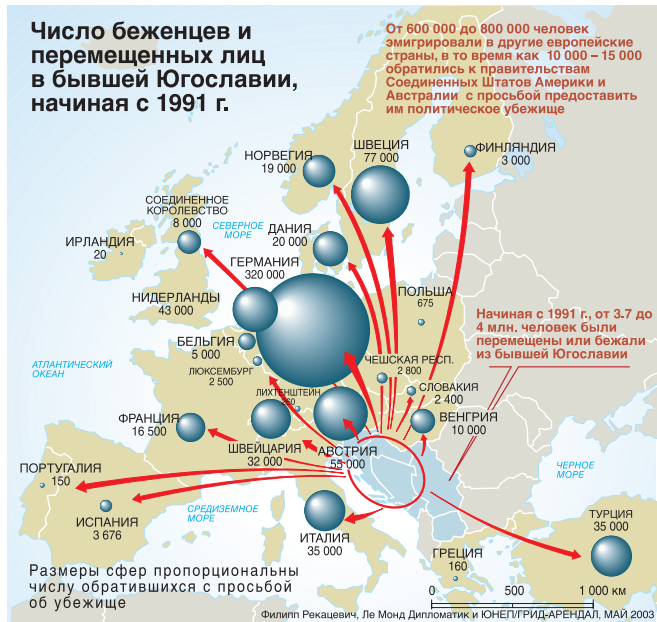 Число беженцев и
перемещенных лиц
в бывшей Югославии,
начиная с 1991 г.
От 600 000 до 800 000 человек
эмигрировали в другие европейские
страны, в то время как 10 000 – 15 000
обратились к правительствам
Соединенных Штатов Америки и
Австралии с просьбой предоставить
им политическое убежище
НОРВЕГИЯ
19 000
ШВЕЦИЯ
77 000
ФИНЛЯНДИЯ
3 000
СОЕДИНЕННОЕ
КОРОЛЕВСТВО
8 000
СЕВЕРНОЕ
МОРЕ
ДАНИЯ
20 000
ИРЛАНДИЯ
20
ГЕРМАНИЯ
320 000
НИДЕРЛАНДЫ
43 000
ПОЛЬША
675
Начиная с 1991 г., от 3.7 до
4 млн. человек были
перемещены или бежали
из бывшей Югославии
БЕЛЬГИЯ
5 000
АТЛАНТИЧЕСКИЙ
ОКЕАН
ЛЮКСЕМБУРГ
2 500
ЧЕШСКАЯ РЕСП.
2 800
СЛОВАКИЯ
2 400
ЛИХТЕНШТЕЙН
260
ФРАНЦИЯ
16 500
ВЕНГРИЯ
10 000
ШВЕЙЦАРИЯ
32 000
АВСТРИЯ
55 000
ПОРТУГАЛИЯ
150
ЧЕРНОЕ
МОРЕ
ИСПАНИЯ
3 676
СРЕДИЗЕМНОЕ
МОРЕ
ИТАЛИЯ
35 000
ТУРЦИЯ
35 000
ГРЕЦИЯ
160
Размеры сфер пропорциональны
числу обратившихся с просьбой
об убежище
0 500 1 000 км
Филипп Рекацевич, Ле Монд Дипломатик и ЮНЕП/ГРИД-АРЕНДАЛ, МАЙ 2003